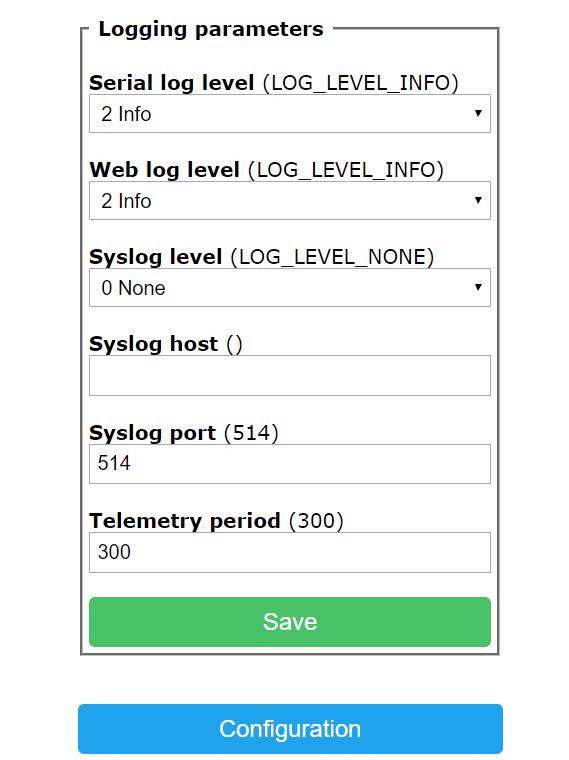 Logging parameters
Serial log level (LOG_LEVEL_INFO)
2 Info
Web log level (LOG_LEVEL_INFO)
2 Info
Syslog level (LOG_LEVEL_NONE)
0 None
Syslog host ()
Syslog port (514)
514
Telemetry period (300)
300
Save
Configuration